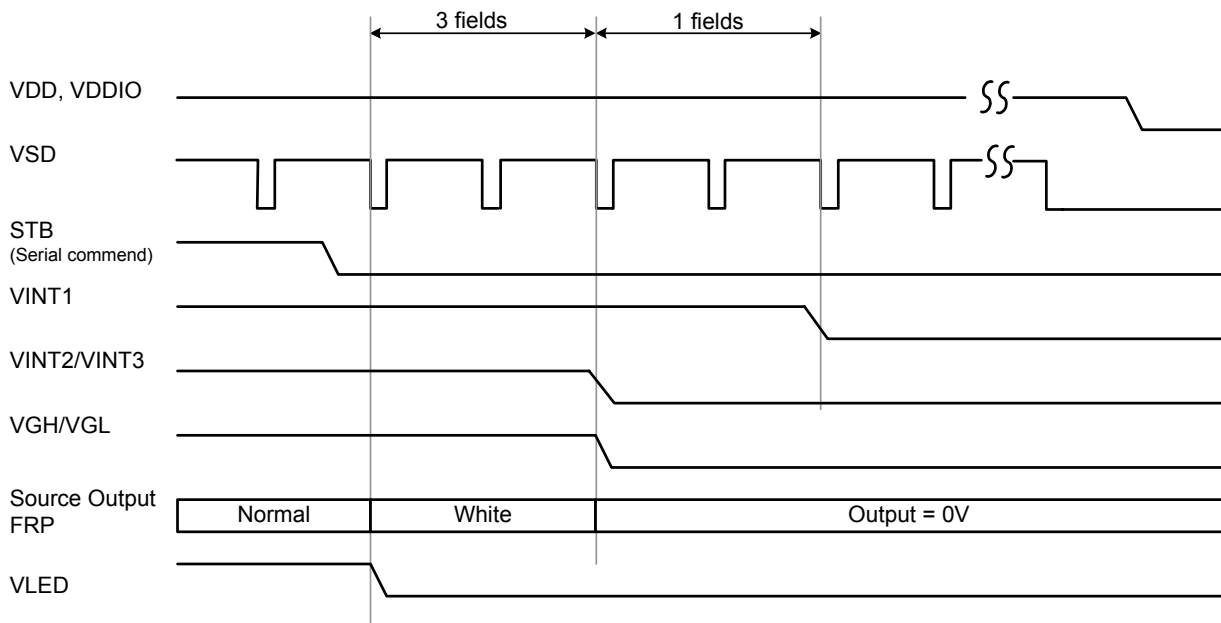 3 fields
1 fields
VDD, VDDIO
VSD
STB
(Serial commend)
VINT1
VINT2/VINT3
VGH/VGL
Source Output
FRP
Normal
White
Output = 0V
VLED